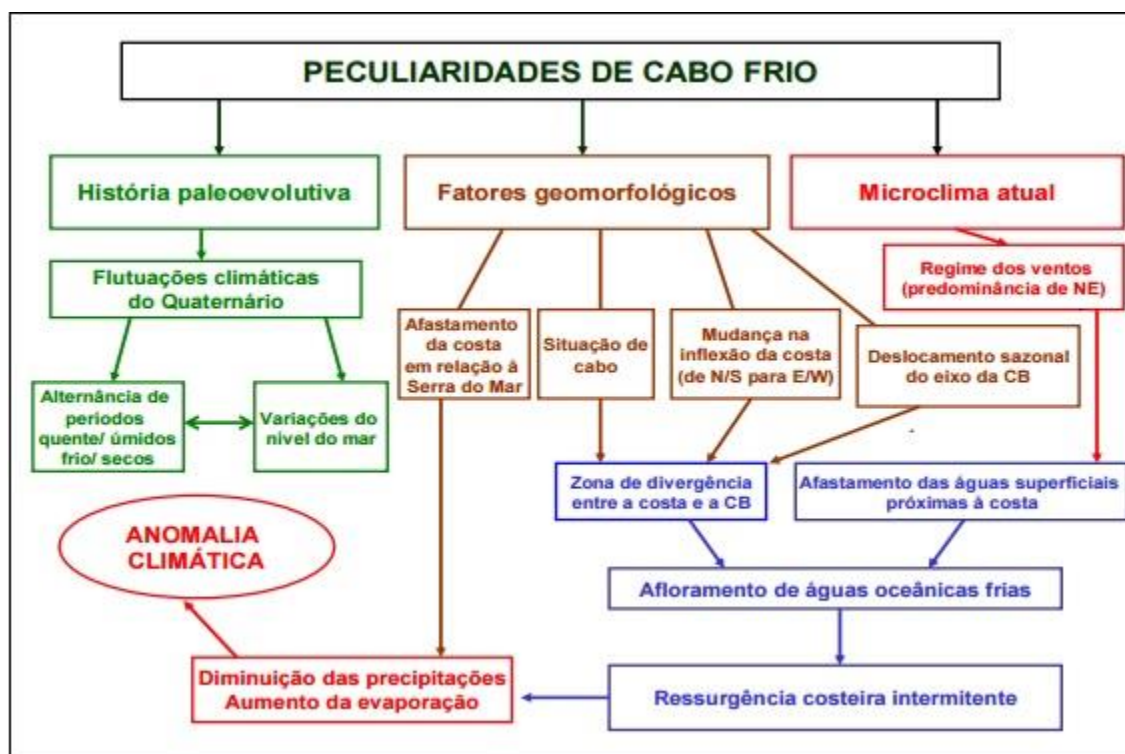 PECULIARIDADES DE CABO FRIO
História paleoevolutiva
Fatores geomorfológicos
Microclima atual
Flutuações climáticas
do Quaternário
Regime dos ventos
(predominância de NE)
Afastamento
da costa
em relação à
Serra do Mar
Situação de
cabo
Mudança na
inflexão da costa
(de N/S para E/W)
Deslocamento sazonal
do eixo da CB
Alternância de
periodos
quente/ úmidos
frio/ secos
Variações do
nivel do mar
Zona de divergência
entre a costa e a CB
Afastamento das águas superficiais
próximas à costa
ANOMALIA
CLIMÁTICA
Afloramento de águas oceânicas frias
Diminuição das precipitações
Aumento da evaporação
Ressurgência costeira intermitente